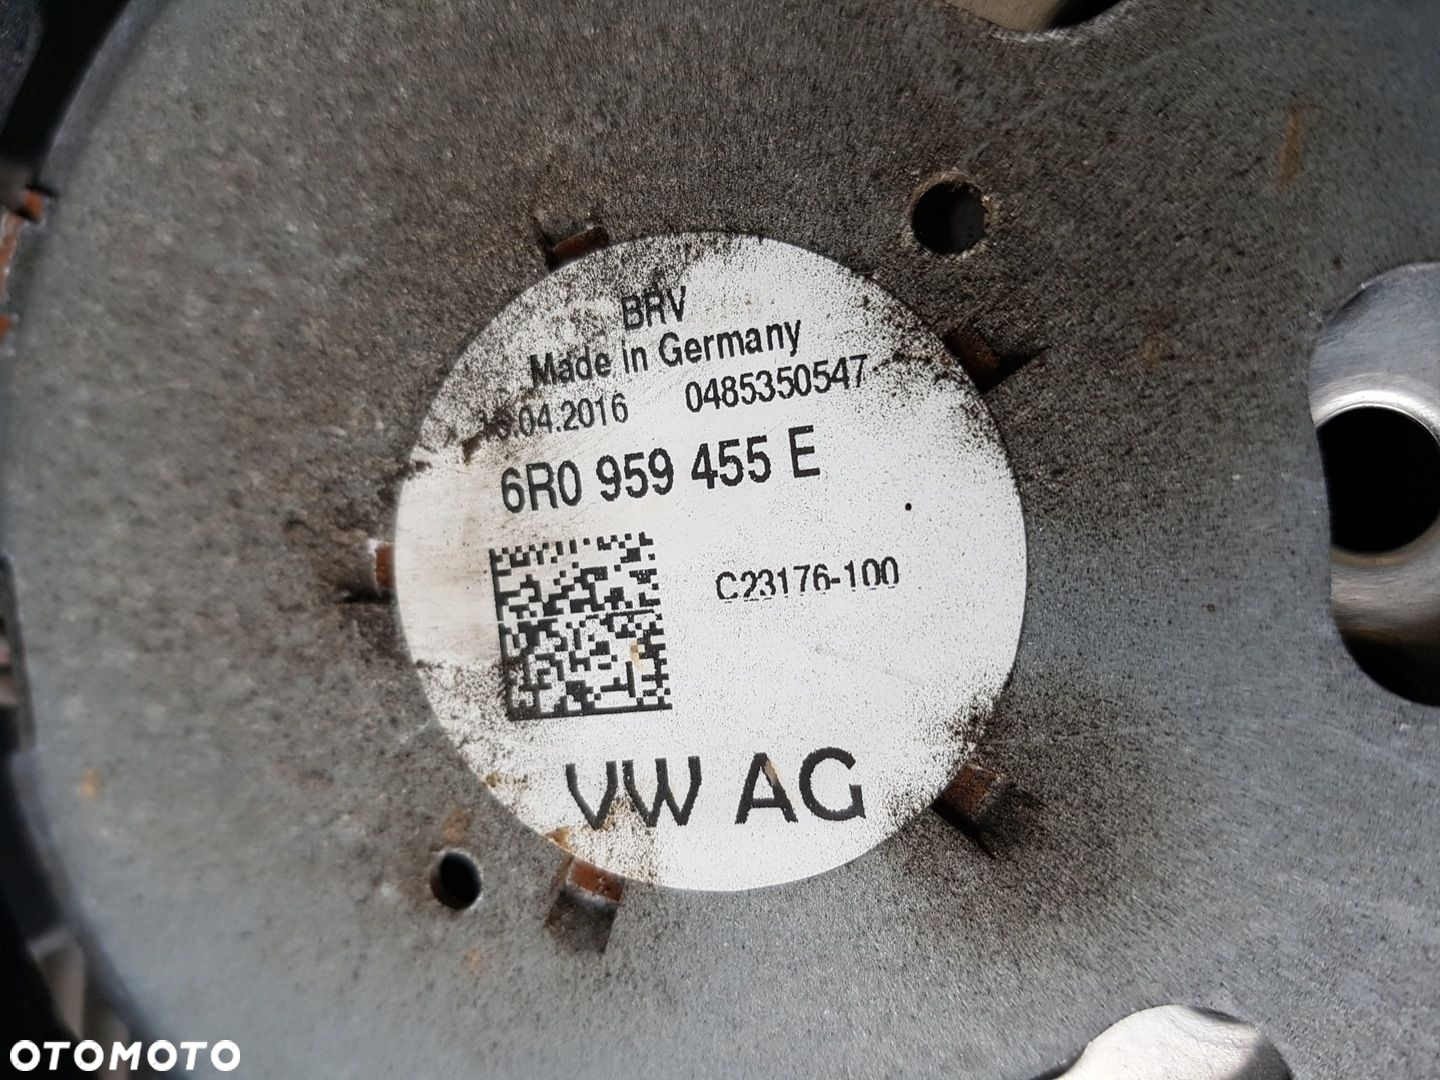 BRV
Made in Germany
.04.2016 0485350547
6R0 959 455 E
C23176-100
VW AG
OTOMOTO